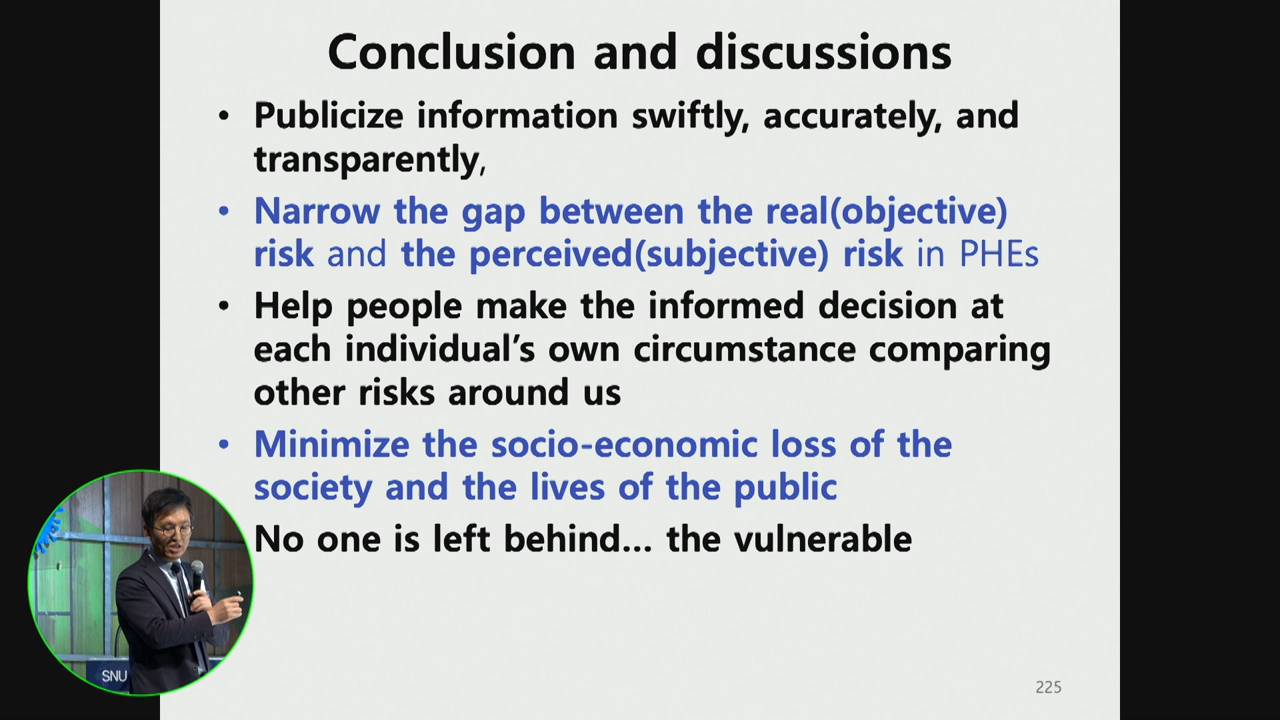 Conclusion and discussions
• Publicize information swiftly, accurately, and
transparently,
• Narrow the gap between the real(objective)
risk and the perceived(subjective) risk in PHEs
• Help people make the informed decision at
each individual’s own circumstance comparing
other risks around us
• Minimize the socio-economic loss of the
society and the lives of the public
No one is left behind… the vulnerable
SNU
225